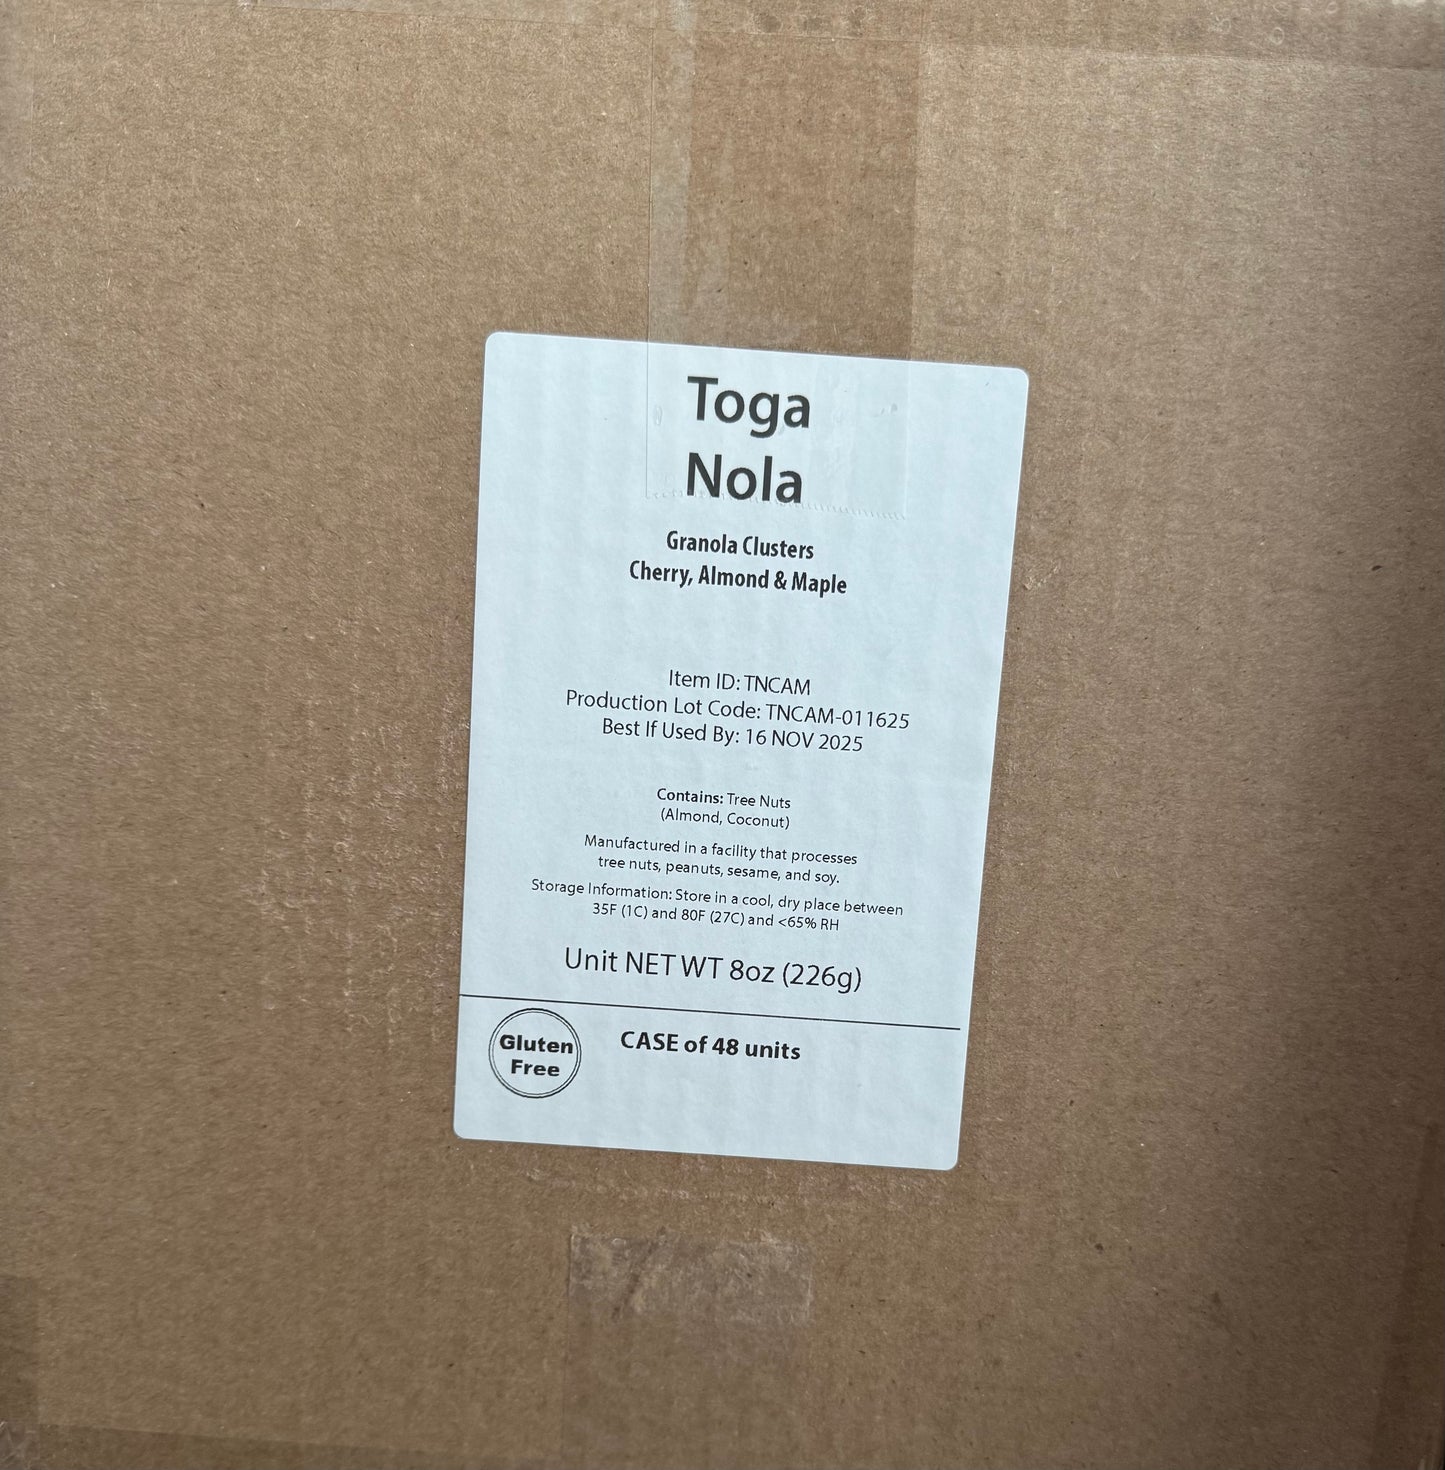 Toga
Nola
Granola Clusters
Cherry, Almond & Maple
Item ID: TNCAM
Production Lot Code: TNCAM-011625
Best If Used By: 16 NOV 2025
Contains: Tree Nuts
(Almond, Coconut)
Manufactured in a facility that processes
tree nuts, peanuts, sesame, and soy.
Storage Information: Store in a cool, dry place between
35F (1C) and 80F (27C) and <65% RH
Unit NET WT 8oz (226g)
Gluten
Free
CASE of 48 units